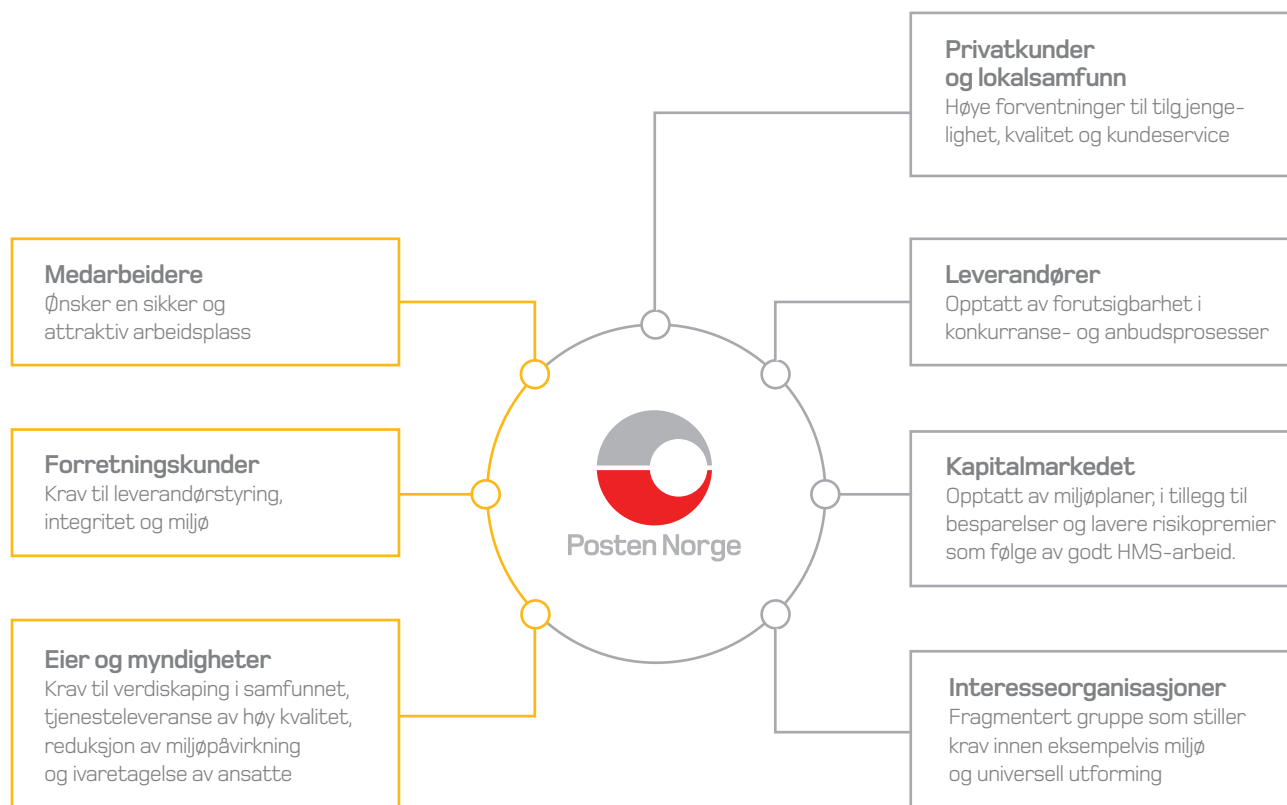 Privatkunder
og lokalsamfunn
Høye forventninger til tilgjenge-
lighet, kvalitet og kundeservice
Medarbeidere
Ønsker en sikker og
attraktiv arbeidsplass
Leverandører
Opptatt av forutsigbarhet i
konkurranse- og anbudsprosesser
Forretningskunder
Krav til leverandørstyring,
integritet og miljø
Posten Norge
Kapitalmarkedet
Opptatt av miljøplaner, i tillegg til
besparelser og lavere risikopremier
som følge av godt HMS-arbeid.
Eier og myndigheter
Krav til verdiskaping i samfunnet,
tjenesteleveranse av høy kvalitet,
reduksjon av miljøpåvirkning
og ivaretagelse av ansatte
Interesseorganisasjoner
Fragmentert gruppe som stiller
krav innen eksempelvis miljø
og universell utforming